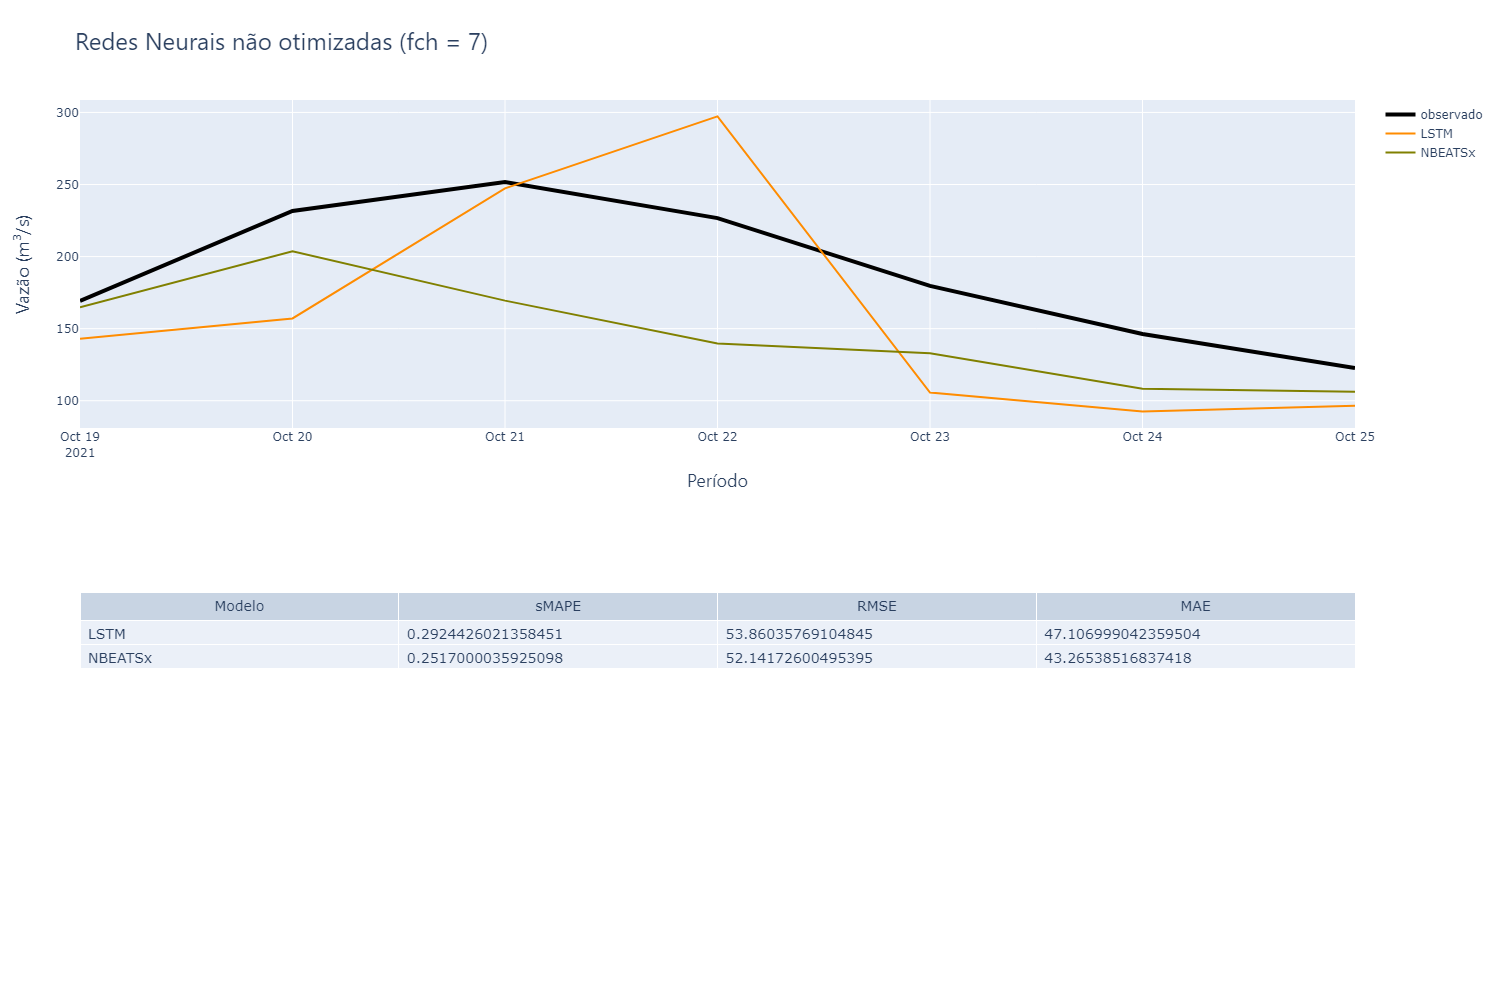 Redes Neurais não otimizadas (fch = 7)
Vazão (m³/s)
300
250
200
150
100
Oct 19
2021
Oct 20
Oct 21
Oct 22
Oct 23
Oct 24
Oct 25
Período
observado
LSTM
NBEATSx
Modelo sMAPE RMSE MAE
LSTM 0.2924426021358451 53.86035769104845 47.106999042359504
NBEATSx 0.2517000035925098 52.14172600495395 43.26538516837418